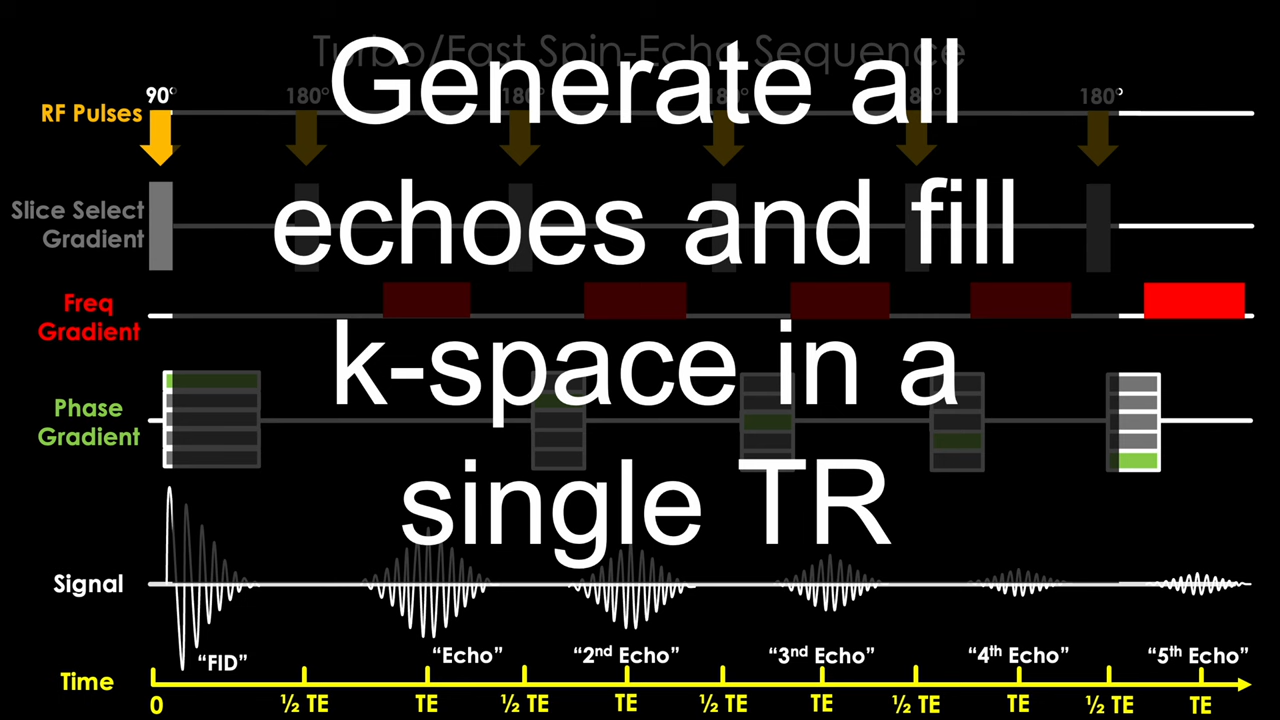 Turbo/Fast Spin-Echo Sequence
Generate all
echoes and fill
k-space in a
single TR
RF Pulses
90° 180° 180° 180° 180° 180°
Slice Select
Gradient
Freq
Gradient
Phase
Gradient
Signal
“FID” “Echo” “2nd Echo” “3nd Echo” “4th Echo” “5th Echo”
Time
0 ½ TE TE ½ TE TE ½ TE TE ½ TE TE ½ TE TE